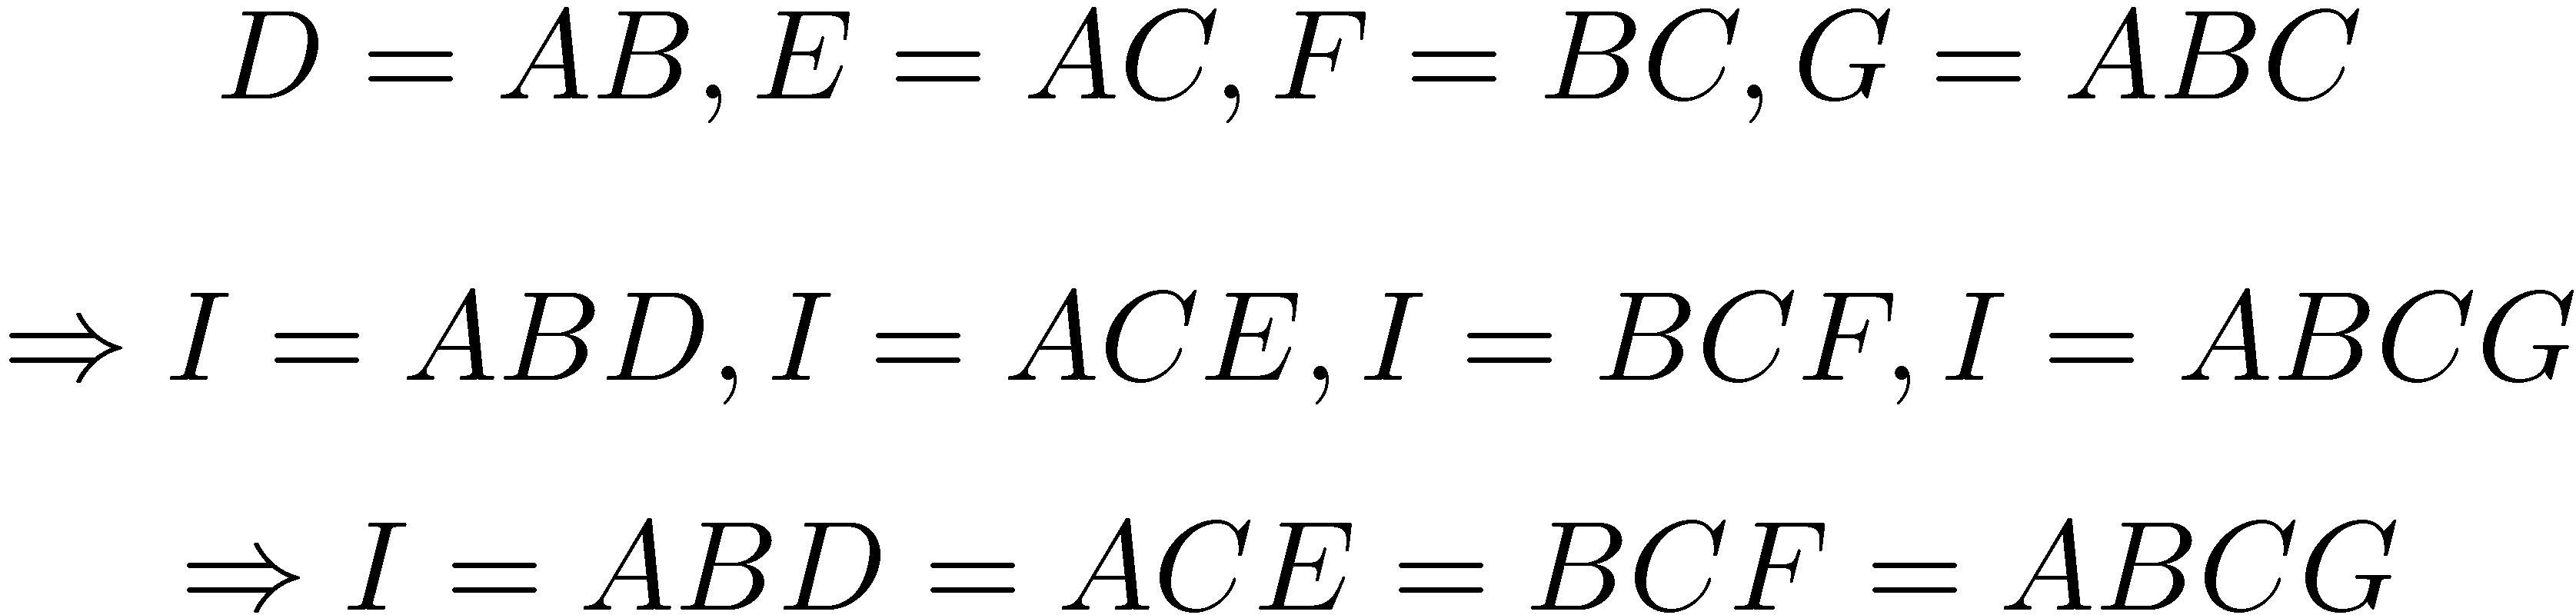 D = AB, E = AC, F = BC, G = ABC
⇒ I = ABD, I = ACE, I = BCF, I = ABCG
⇒ I = ABD = ACE = BCF = ABCG